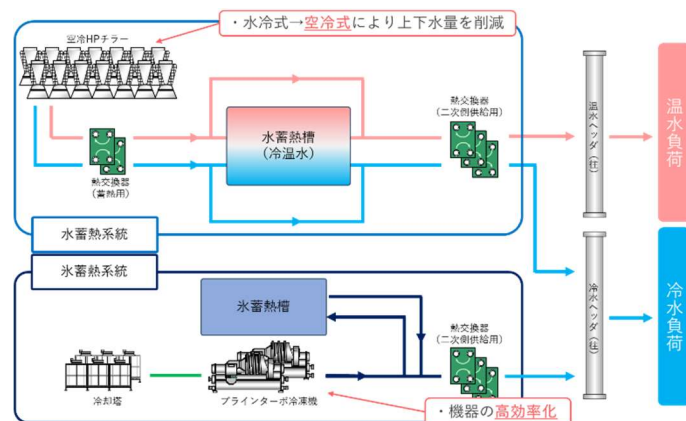 ・水冷式→空冷式により上下水量を削減
空冷HPチラー
熱交換器
(蓄熱用)
水蓄熱槽
(冷温水)
熱交換器
(二次側供給用)
温水ヘッダ(往)
温水負荷
水蓄熱系統
氷蓄熱系統
氷蓄熱槽
冷却塔
ブラインターボ冷凍機
熱交換器
(二次側供給用)
冷水ヘッダ(往)
冷水負荷
・機器の高効率化